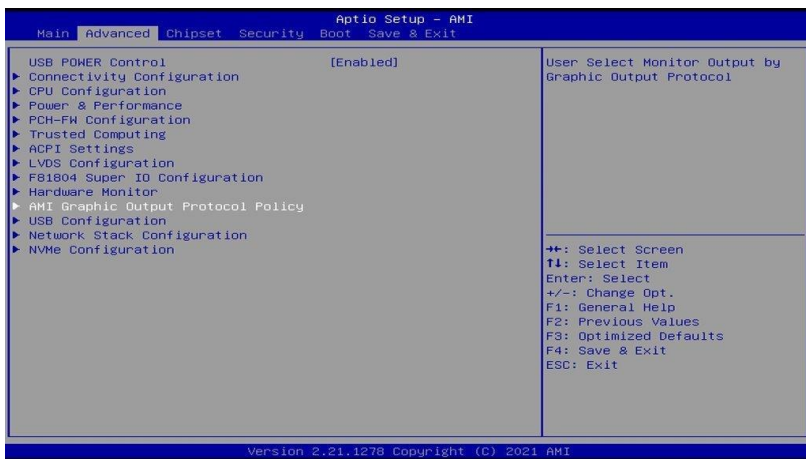 Aptio Setup - AMI
Main Advanced Chipset Security Boot Save & Exit
USB POWER Control [Enabled]
Connectivity Configuration
CPU Configuration
Power & Performance
PCH-FW Configuration
Trusted Computing
ACPI Settings
LVDS Configuration
F81804 Super IO Configuration
Hardware Monitor
AMI Graphic Output Protocol Policy
USB Configuration
Network Stack Configuration
NVMe Configuration
User Select Monitor Output by
Graphic Output Protocol
→←: Select Screen
↑↓: Select Item
Enter: Select
+/-: Change Opt.
F1: General Help
F2: Previous Values
F3: Optimized Defaults
F4: Save & Exit
ESC: Exit
Version 2.21.1278 Copyright (C) 2021 AMI